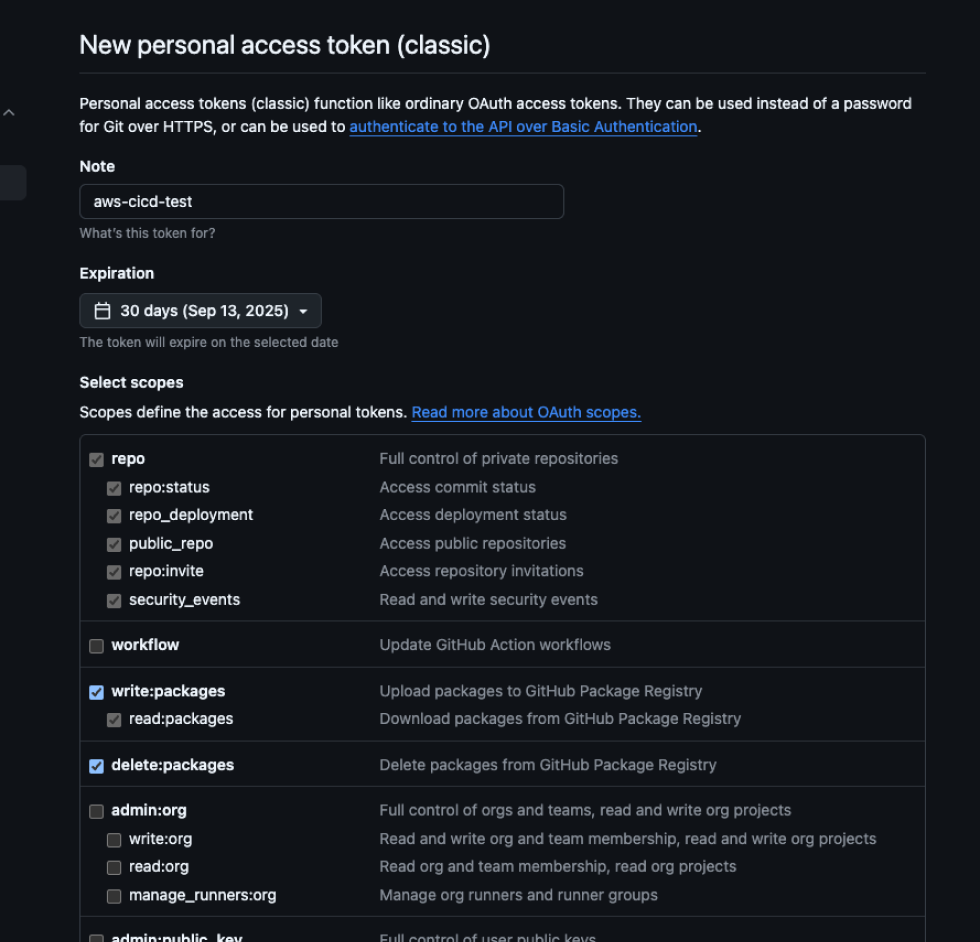 New personal access token (classic)
Personal access tokens (classic) function like ordinary OAuth access tokens. They can be used instead of a password
for Git over HTTPS, or can be used to authenticate to the API over Basic Authentication.
Note
aws-cicd-test
What's this token for?
Expiration
30 days (Sep 13, 2025)
The token will expire on the selected date
Select scopes
Scopes define the access for personal tokens. Read more about OAuth scopes.
repo Full control of private repositories
repo:status Access commit status
repo_deployment Access deployment status
public_repo Access public repositories
repo:invite Access repository invitations
security_events Read and write security events
workflow Update GitHub Action workflows
write:packages Upload packages to GitHub Package Registry
read:packages Download packages from GitHub Package Registry
delete:packages Delete packages from GitHub Package Registry
admin:org Full control of orgs and teams, read and write org projects
write:org Read and write org and team membership, read and write org projects
read:org Read org and team membership, read org projects
manage_runners:org Manage org runners and runner groups
admin:public_key Full control of user public keys